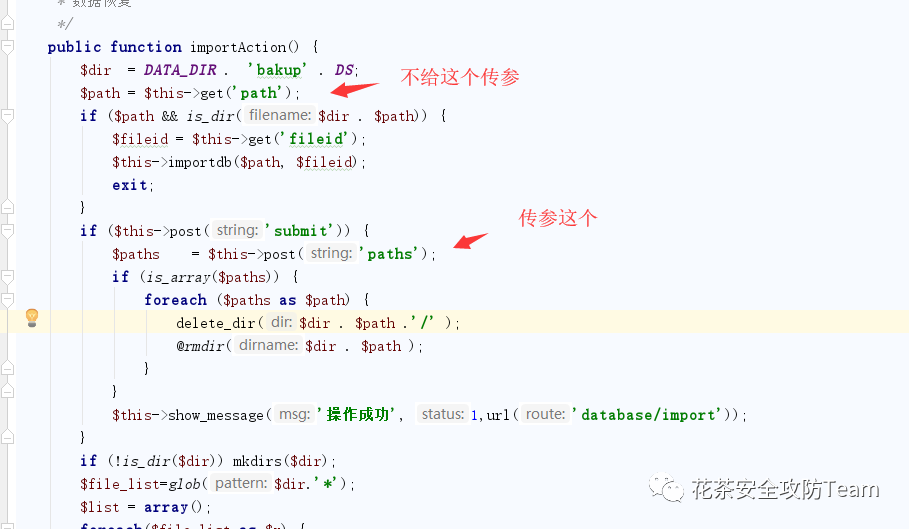 * 数据恢复
*/
public function importAction() {
$dir = DATA_DIR . 'bakup' . DS;
$path = $this->get('path');
不给这个传参
if ($path && is_dir( filename: $dir . $path)) {
$fileid = $this->get('fileid');
$this->importdb($path, $fileid);
exit;
}
if ($this->post( string: 'submit')) {
传参这个
$paths = $this->post( string: 'paths');
if (is_array($paths)) {
foreach ($paths as $path) {
delete_dir( dir: $dir . $path .'/' );
@rmdir( dirname: $dir . $path );
}
}
$this->show_message( msg: '操作成功', status: 1,url( route: 'database/import'));
}
if (!is_dir($dir)) mkdirs($dir);
$file_list=glob( pattern: $dir.'*');
$list = array();
foreach($file_list as $v) {
花茶安全攻防Team